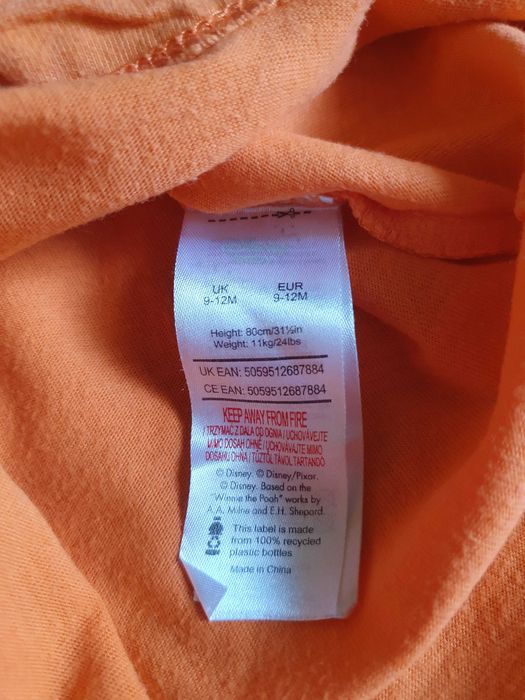 UK EUR
9-12M 9-12M
Height: 80cm/31½in
Weight: 11kg/24lbs
UK EAN: 5059512687884
CE EAN: 5059512687884
KEEP AWAY FROM FIRE
/ TRZYMAĆ Z DALA OD OGNIA / UCHOVÁVEJTE
MIMO DOSAH OHNĚ / UCHOVÁVAJTE MIMO
DOSAHU OHŇA / TŰZTŐL TÁVOL TARTANDÓ
© Disney. © Disney/Pixar.
© Disney. Based on the
"Winnie the Pooh" works by
A.A. Milne and E.H. Shepard.
This label is made
from 100% recycled
plastic bottles
Made in China